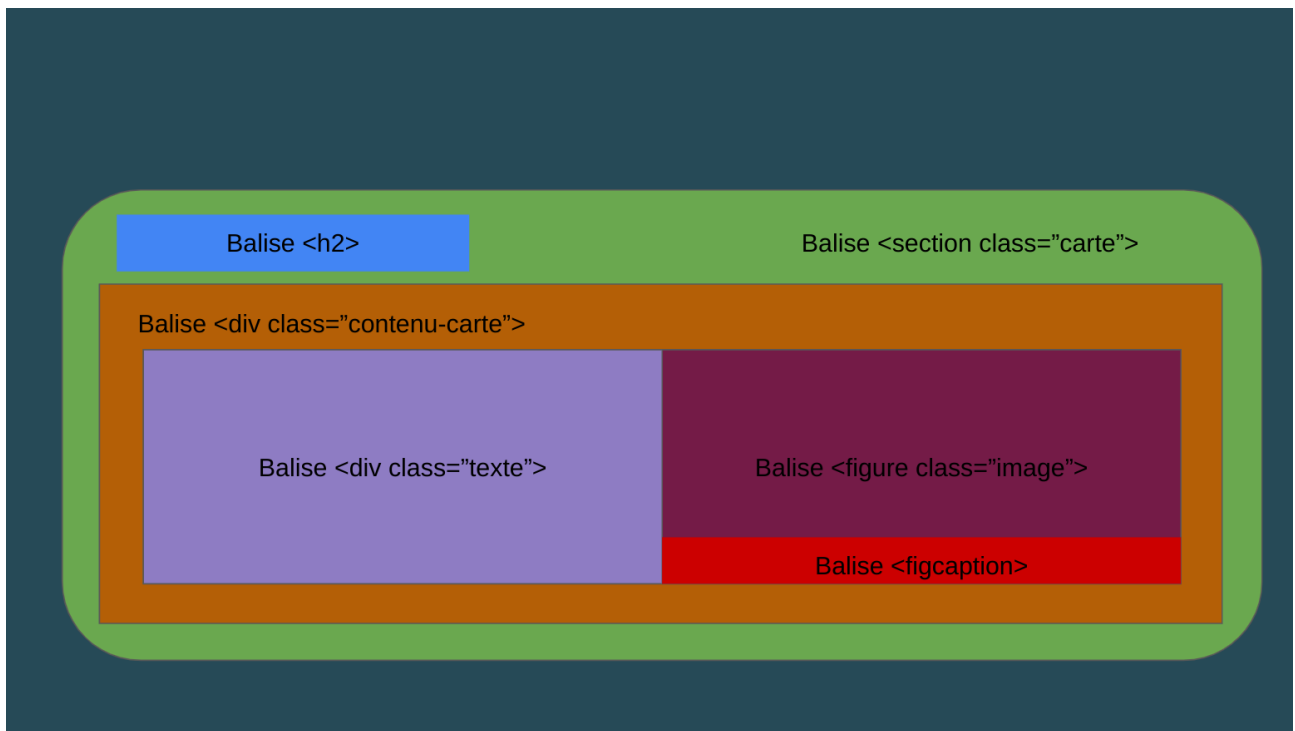 Balise <h2>
Balise <section class=”carte”>
Balise <div class=”contenu-carte”>
Balise <div class=”texte”>
Balise <figure class=”image”>
Balise <figcaption>